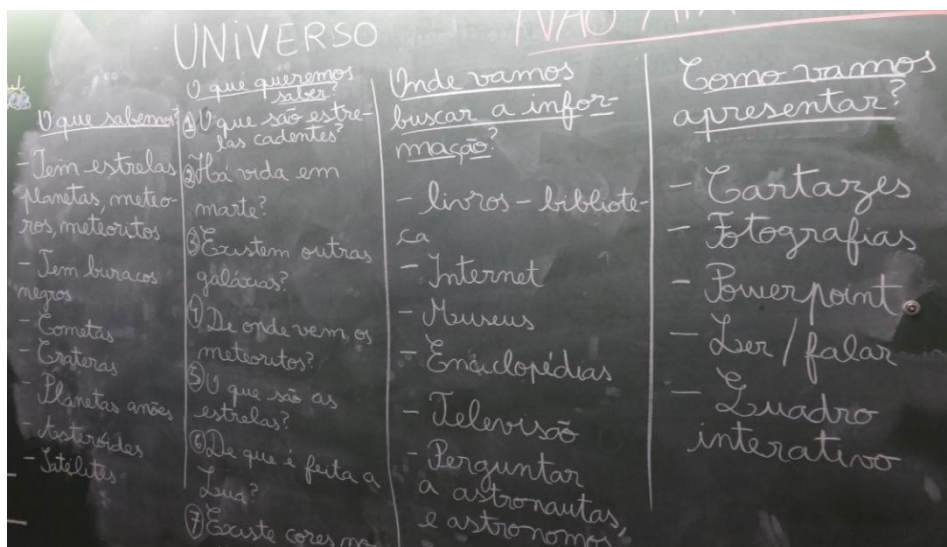 UNIVERSO
NÃO
O que sabemos?
- Tem estrelas
planetas, meteo-
ros, meteoritos
- Tem buracos
negros
- Cometas
- Crateras
- Planetas anões
- Asteróides
- Satélites
O que queremos
saber?
① O que são estre-
las cadentes?
② Há vida em
marte?
③ Existem outras
galáxias?
④ De onde vem os
meteoritos?
⑤ O que são as
estrelas?
⑥ De que é feita a
Lua?
⑦ Existe cores no
Onde vamos
buscar a infor-
mação?
- livros - bibliote-
ca
- Internet
- Museus
- Enciclopédias
- Televisão
- Perguntar
a astronautas,
e astronomos
Como vamos
apresentar?
- Cartazes
- Fotografias
- Powerpoint
- Ler / falar
- Quadro
interativo